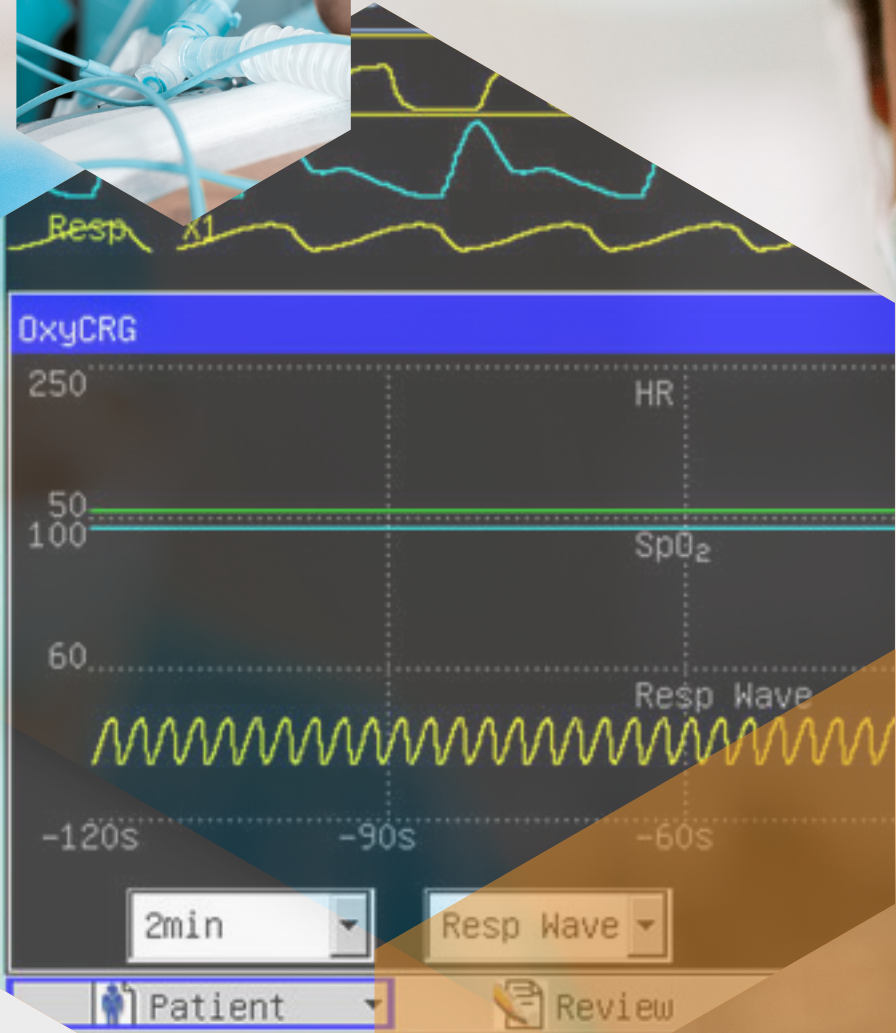 Resp X1
OxyCRG
250
HR
50
100
SpO₂
60
Resp Wave
-120s -90s -60s
2min Resp Wave
Patient Review